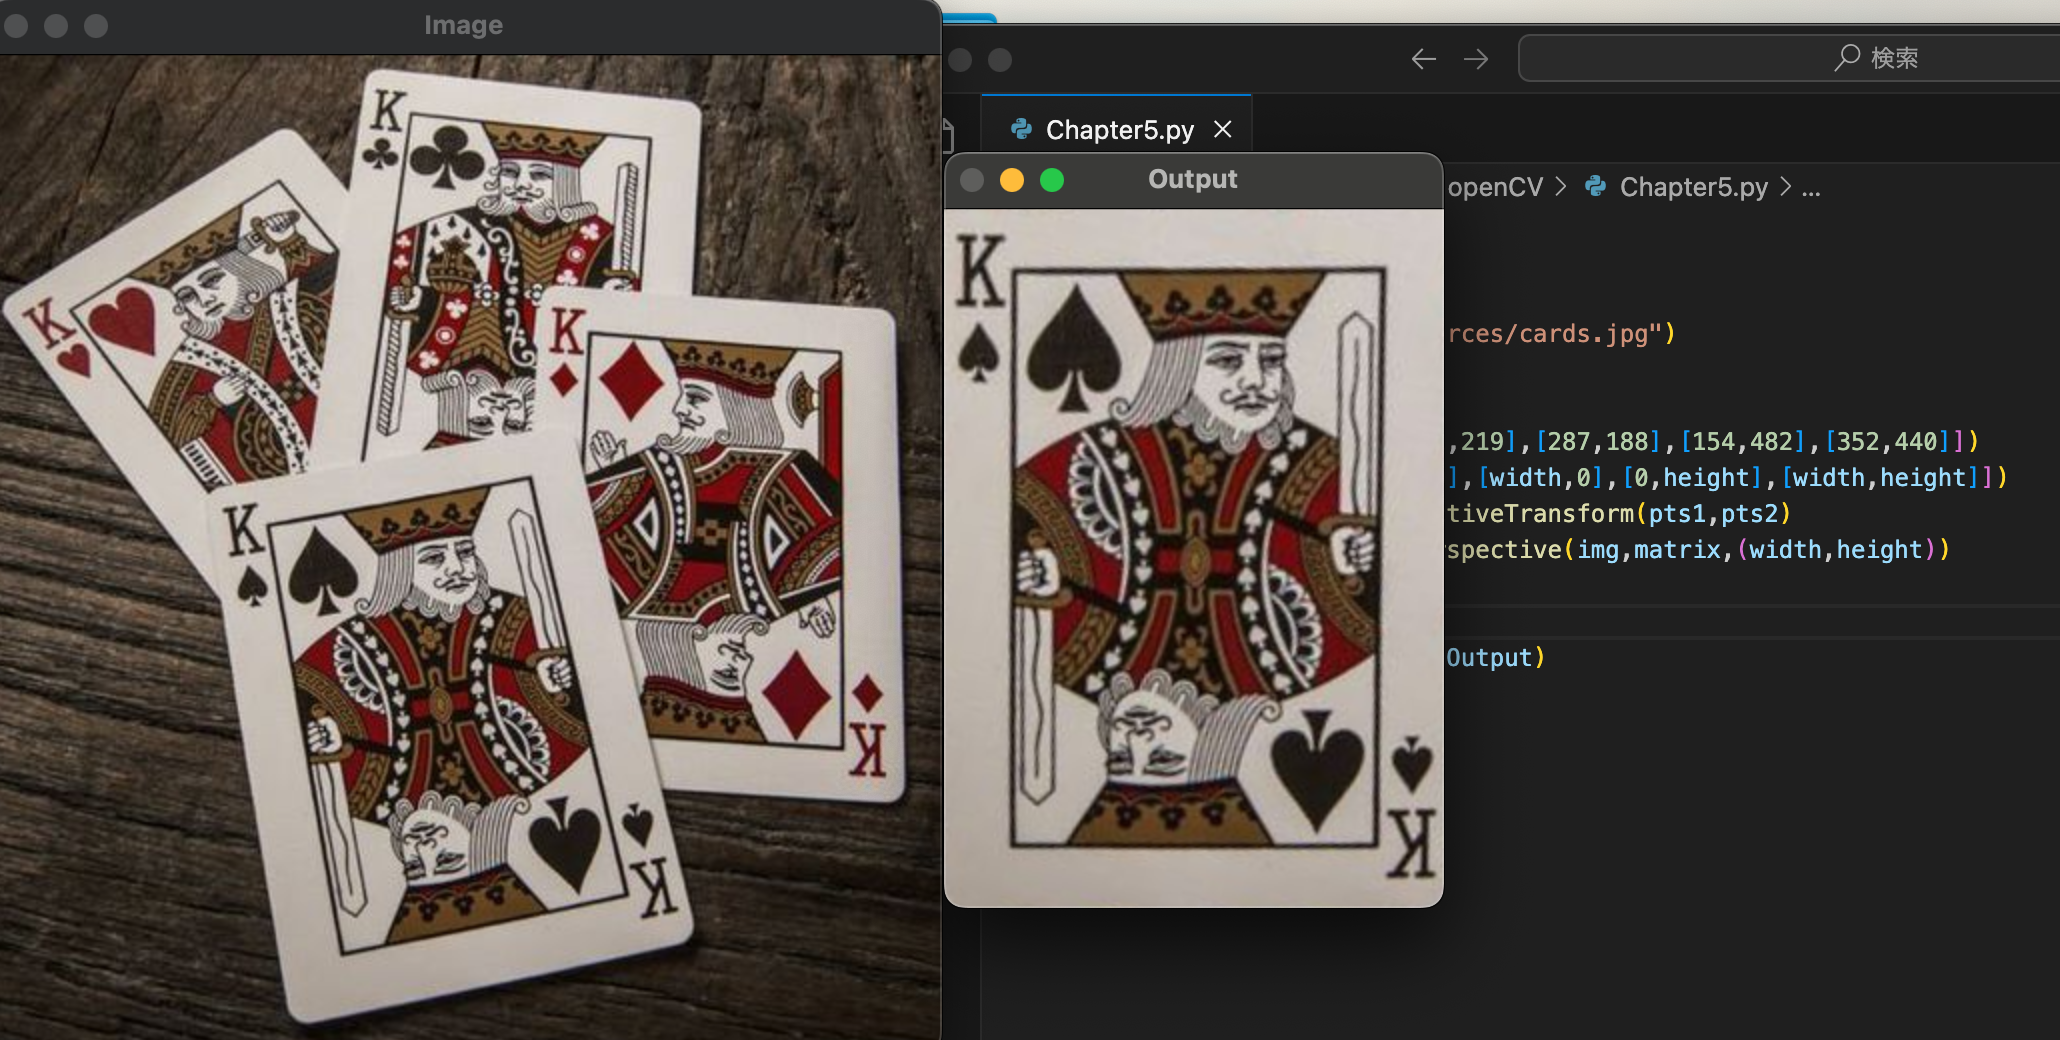 Image
検索
Chapter5.py
Output
openCV > Chapter5.py > ...
rces/cards.jpg")
,219],[287,188],[154,482],[352,440]])
],[width,0],[0,height],[width,height]])
tiveTransform(pts1,pts2)
spective(img,matrix,(width,height))
Output)
K
K
K
K
K
K
K
K